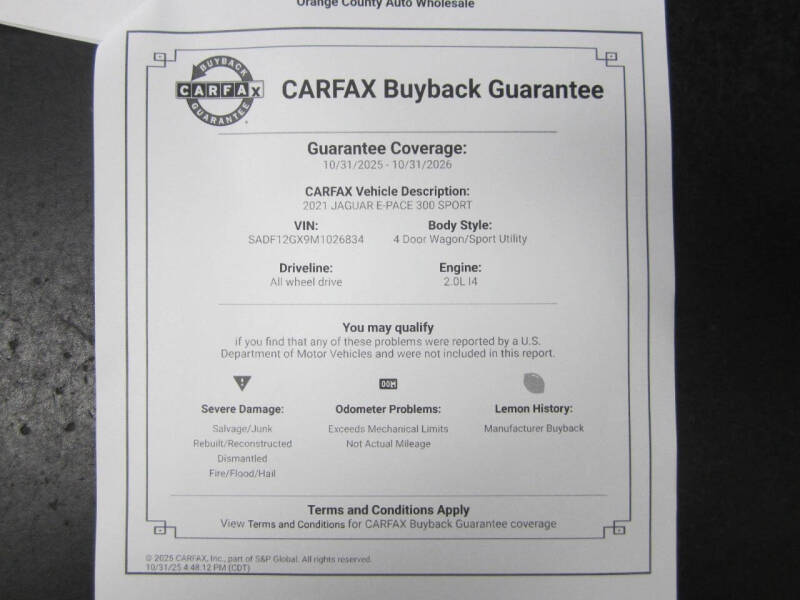 Orange County Auto Wholesale
BUYBACK
CARFAX
GUARANTEE
CARFAX Buyback Guarantee
Guarantee Coverage:
10/31/2025 - 10/31/2026
CARFAX Vehicle Description:
2021 JAGUAR E-PACE 300 SPORT
VIN: Body Style:
SADF12GX9M1026834 4 Door Wagon/Sport Utility
Driveline: Engine:
All wheel drive 2.0L I4
You may qualify
if you find that any of these problems were reported by a U.S.
Department of Motor Vehicles and were not included in this report.
OOM
Severe Damage: Odometer Problems: Lemon History:
Salvage/Junk Exceeds Mechanical Limits Manufacturer Buyback
Rebuilt/Reconstructed Not Actual Mileage
Dismantled
Fire/Flood/Hail
Terms and Conditions Apply
View Terms and Conditions for CARFAX Buyback Guarantee coverage
© 2025 CARFAX, Inc., part of S&P Global. All rights reserved.
10/31/25 4:48:12 PM (CDT)